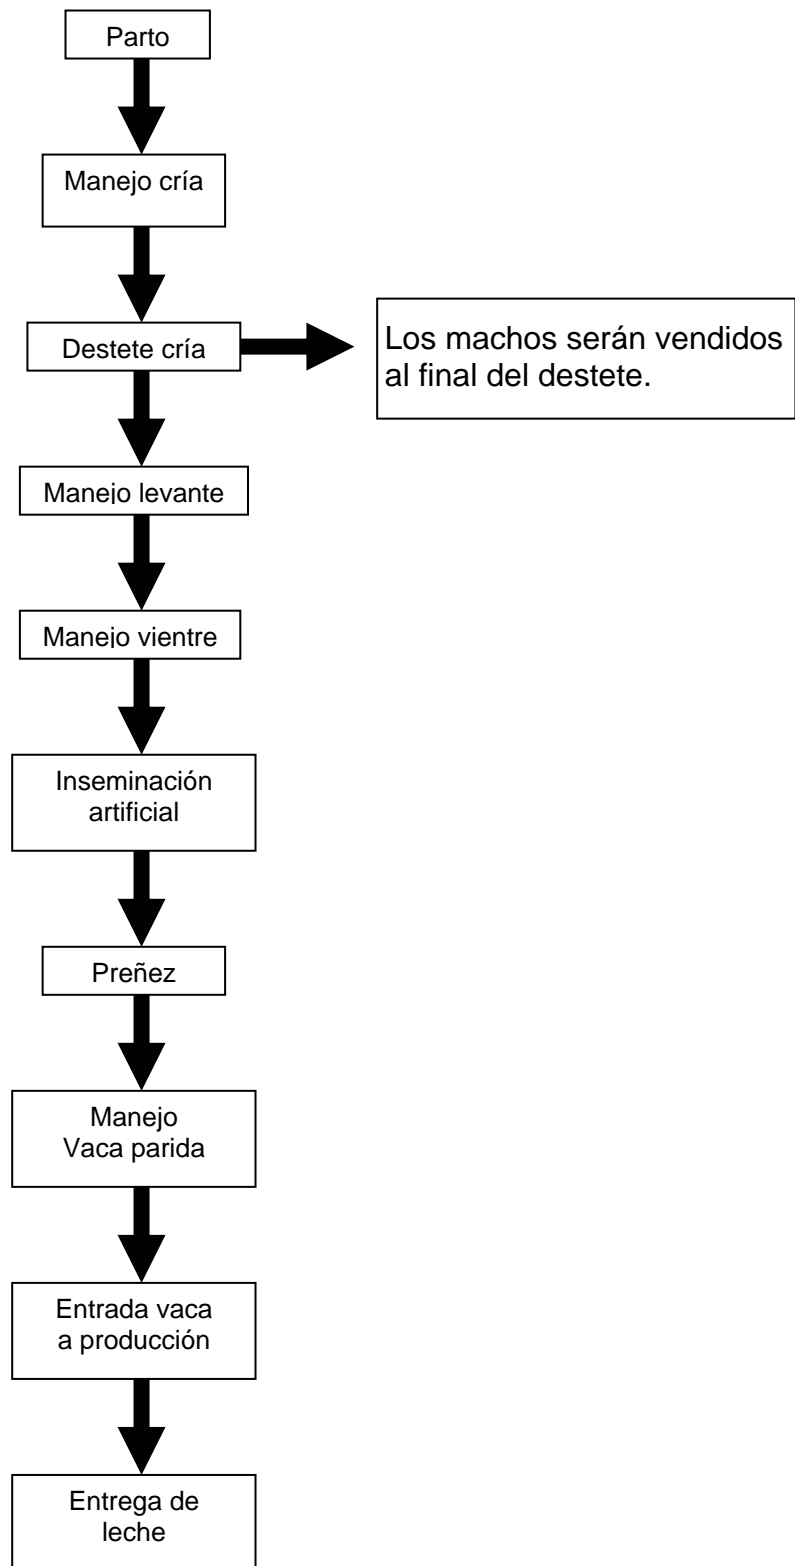 Parto
Manejo cría
Destete cría
Los machos serán vendidos
al final del destete.
Manejo levante
Manejo vientre
Inseminación
artificial
Preñez
Manejo
Vaca parida
Entrada vaca
a producción
Entrega de
leche